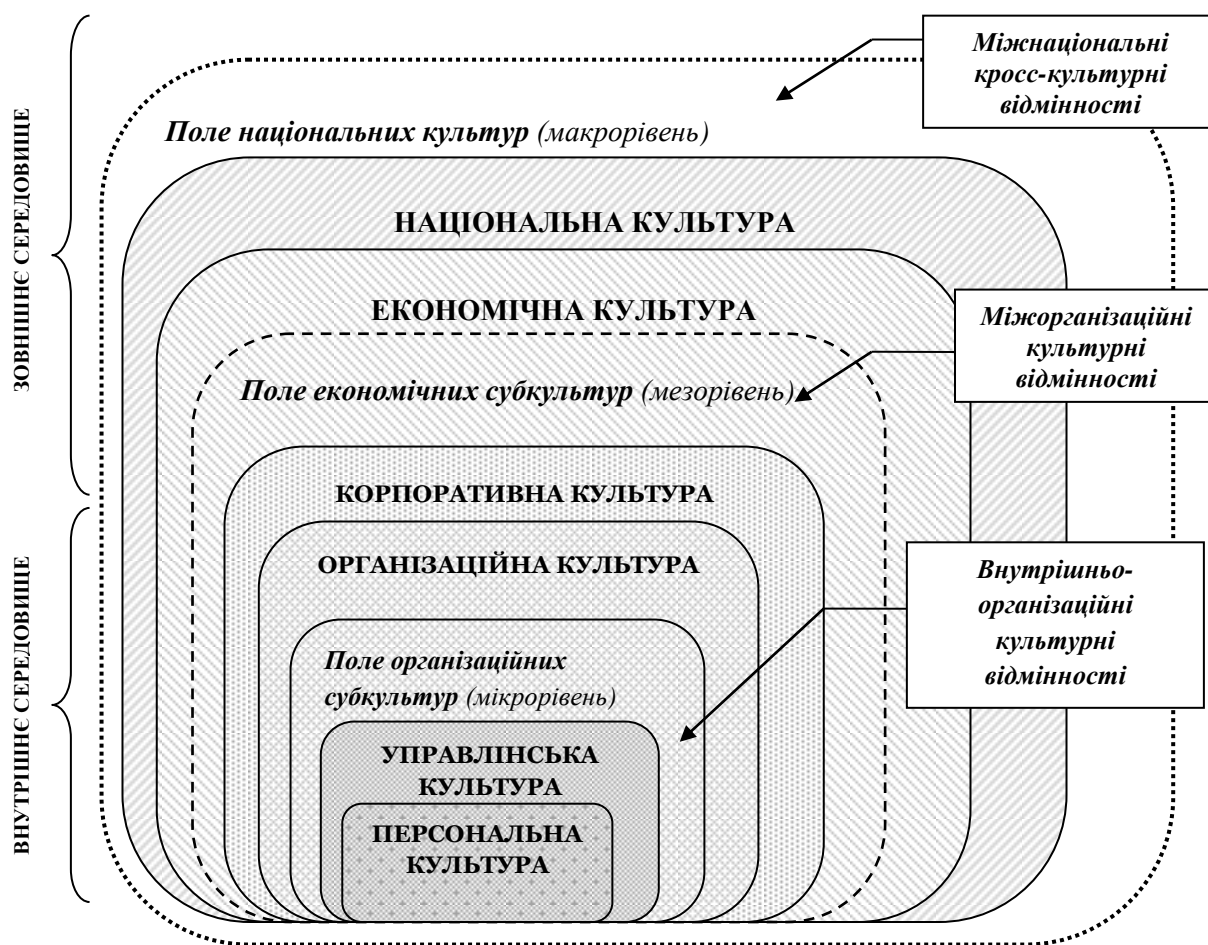 Міжнаціональні
кросс-культурні
відмінності
Поле національних культур (макрорівень)
НАЦІОНАЛЬНА КУЛЬТУРА
ЕКОНОМІЧНА КУЛЬТУРА
Міжорганізаційні
культурні
відмінності
Поле економічних субкультур (мезорівень)
КОРПОРАТИВНА КУЛЬТУРА
ОРГАНІЗАЦІЙНА КУЛЬТУРА
Внутрішньо-
організаційні
культурні
відмінності
Поле організаційних
субкультур (мікрорівень)
УПРАВЛІНСЬКА
КУЛЬТУРА
ПЕРСОНАЛЬНА
КУЛЬТУРА
ЗОВНІШНЄ СЕРЕДОВИЩЕ
ВНУТРІШНЄ СЕРЕДОВИЩЕ